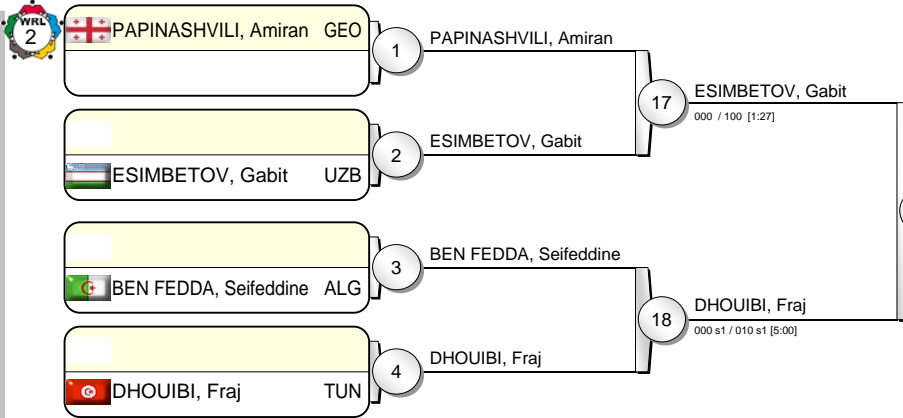 WRL
2
PAPINASHVILI, Amiran GEO
1
PAPINASHVILI, Amiran
17
ESIMBETOV, Gabit
000 / 100 [1:27]
2
ESIMBETOV, Gabit
ESIMBETOV, Gabit UZB
3
BEN FEDDA, Seifeddine
BEN FEDDA, Seifeddine ALG
18
DHOUIBI, Fraj
000 s1 / 010 s1 [5:00]
4
DHOUIBI, Fraj
DHOUIBI, Fraj TUN